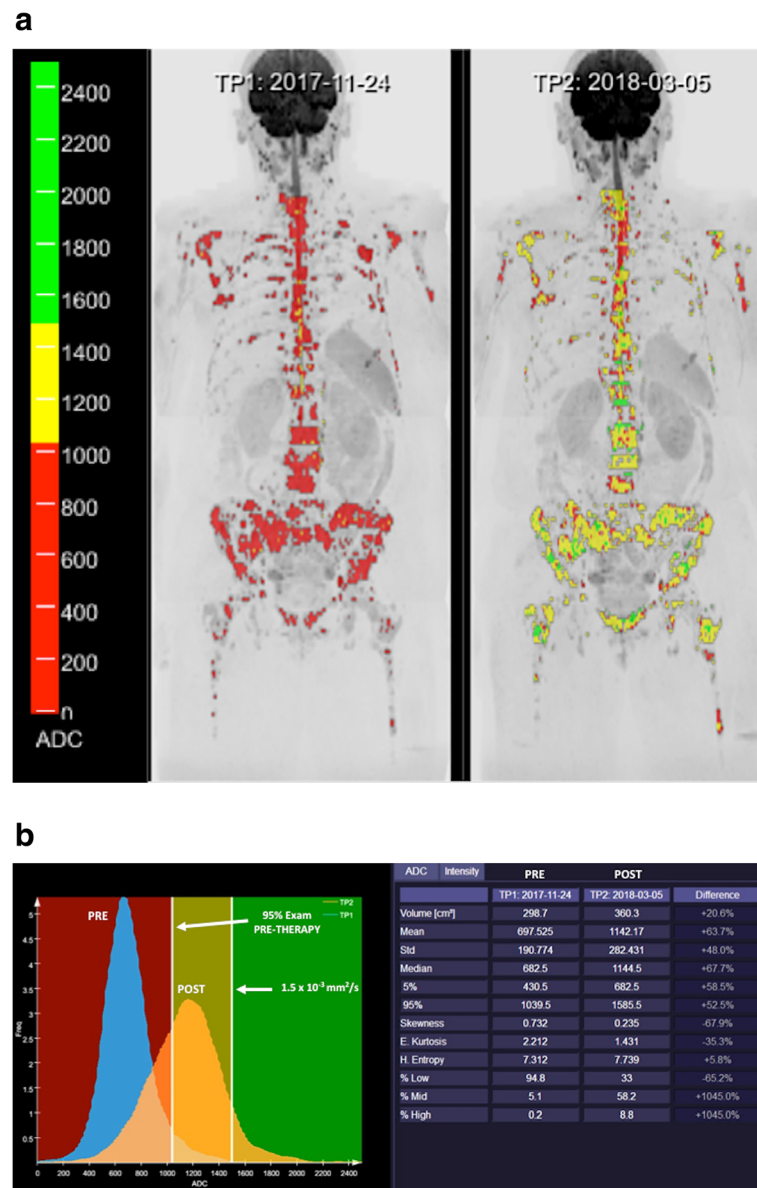 a
TP1: 2017-11-24
TP2: 2018-03-05
2400
2200
2000
1800
1600
1400
1200
1000
800
600
400
200
0
ADC
b
PRE
95% Exam
PRE-THERAPY
POST
1.5 x 10-3 mm2/s
TP2
TP1
Freq
5
4.5
4
3.5
3
2.5
2
1.5
1
0.5
0 200 400 600 800 1000 1200 1400 1600 1800 2000 2200 2400
ADC
ADC Intensity PRE POST
TP1: 2017-11-24 TP2: 2018-03-05 Difference
Volume [cm³] 298.7 360.3 +20.6%
Mean 697.525 1142.17 +63.7%
Std 190.774 282.431 +48.0%
Median 682.5 1144.5 +67.7%
5% 430.5 682.5 +58.5%
95% 1039.5 1585.5 +52.5%
Skewness 0.732 0.235 -67.9%
E. Kurtosis 2.212 1.431 -35.3%
H. Entropy 7.312 7.739 +5.8%
% Low 94.8 33 -65.2%
% Mid 5.1 58.2 +1045.0%
% High 0.2 8.8 +1045.0%